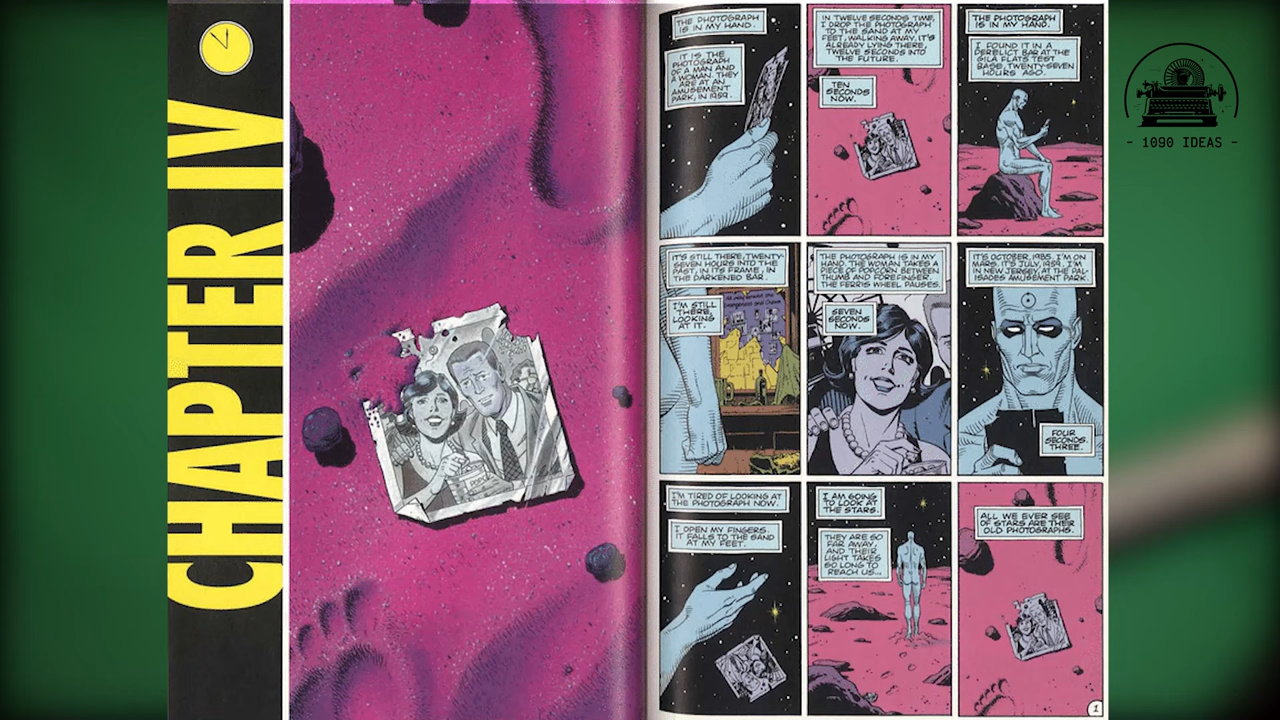 CHAPTER IV
THE PHOTOGRAPH
IS IN MY HAND.
IT IS THE
PHOTOGRAPH
OF A MAN AND
A WOMAN. THEY
ARE AT AN
AMUSEMENT
PARK, IN 1959.
IN TWELVE SECONDS TIME,
I DROP THE PHOTOGRAPH
TO THE SAND AT MY
FEET, WALKING AWAY. IT'S
ALREADY LYING THERE,
TWELVE SECONDS INTO
THE FUTURE.
TEN
SECONDS
NOW.
THE PHOTOGRAPH
IS IN MY HAND.
I FOUND IT IN A
DERELICT BAR AT THE
GILA FLATS TEST
BASE, TWENTY-SEVEN
HOURS AGO.
IT'S STILL THERE, TWENTY-
SEVEN HOURS INTO THE
PAST, IN ITS FRAME, IN
THE DARKENED BAR.
I'M STILL
THERE,
LOOKING
AT IT.
THE PHOTOGRAPH IS IN MY
HAND. THE WOMAN TAKES A
PIECE OF POPCORN BETWEEN
THUMB AND FOREFINGER.
THE FERRIS WHEEL PAUSES.
SEVEN
SECONDS
NOW.
IT'S OCTOBER, 1985. I'M ON
MARS. IT'S JULY, 1959. I'M
IN NEW JERSEY, AT THE PAL-
ISADES AMUSEMENT PARK.
FOUR
SECONDS.
THREE.
I'M TIRED OF LOOKING AT
THE PHOTOGRAPH NOW.
I OPEN MY FINGERS.
IT FALLS TO THE SAND
AT MY FEET.
I AM GOING
TO LOOK AT
THE STARS.
THEY ARE SO
FAR AWAY,
AND THEIR
LIGHT TAKES
SO LONG TO
REACH US...
ALL WE EVER SEE
OF STARS ARE THEIR
OLD PHOTOGRAPHS.
1
- 1090 IDEAS -